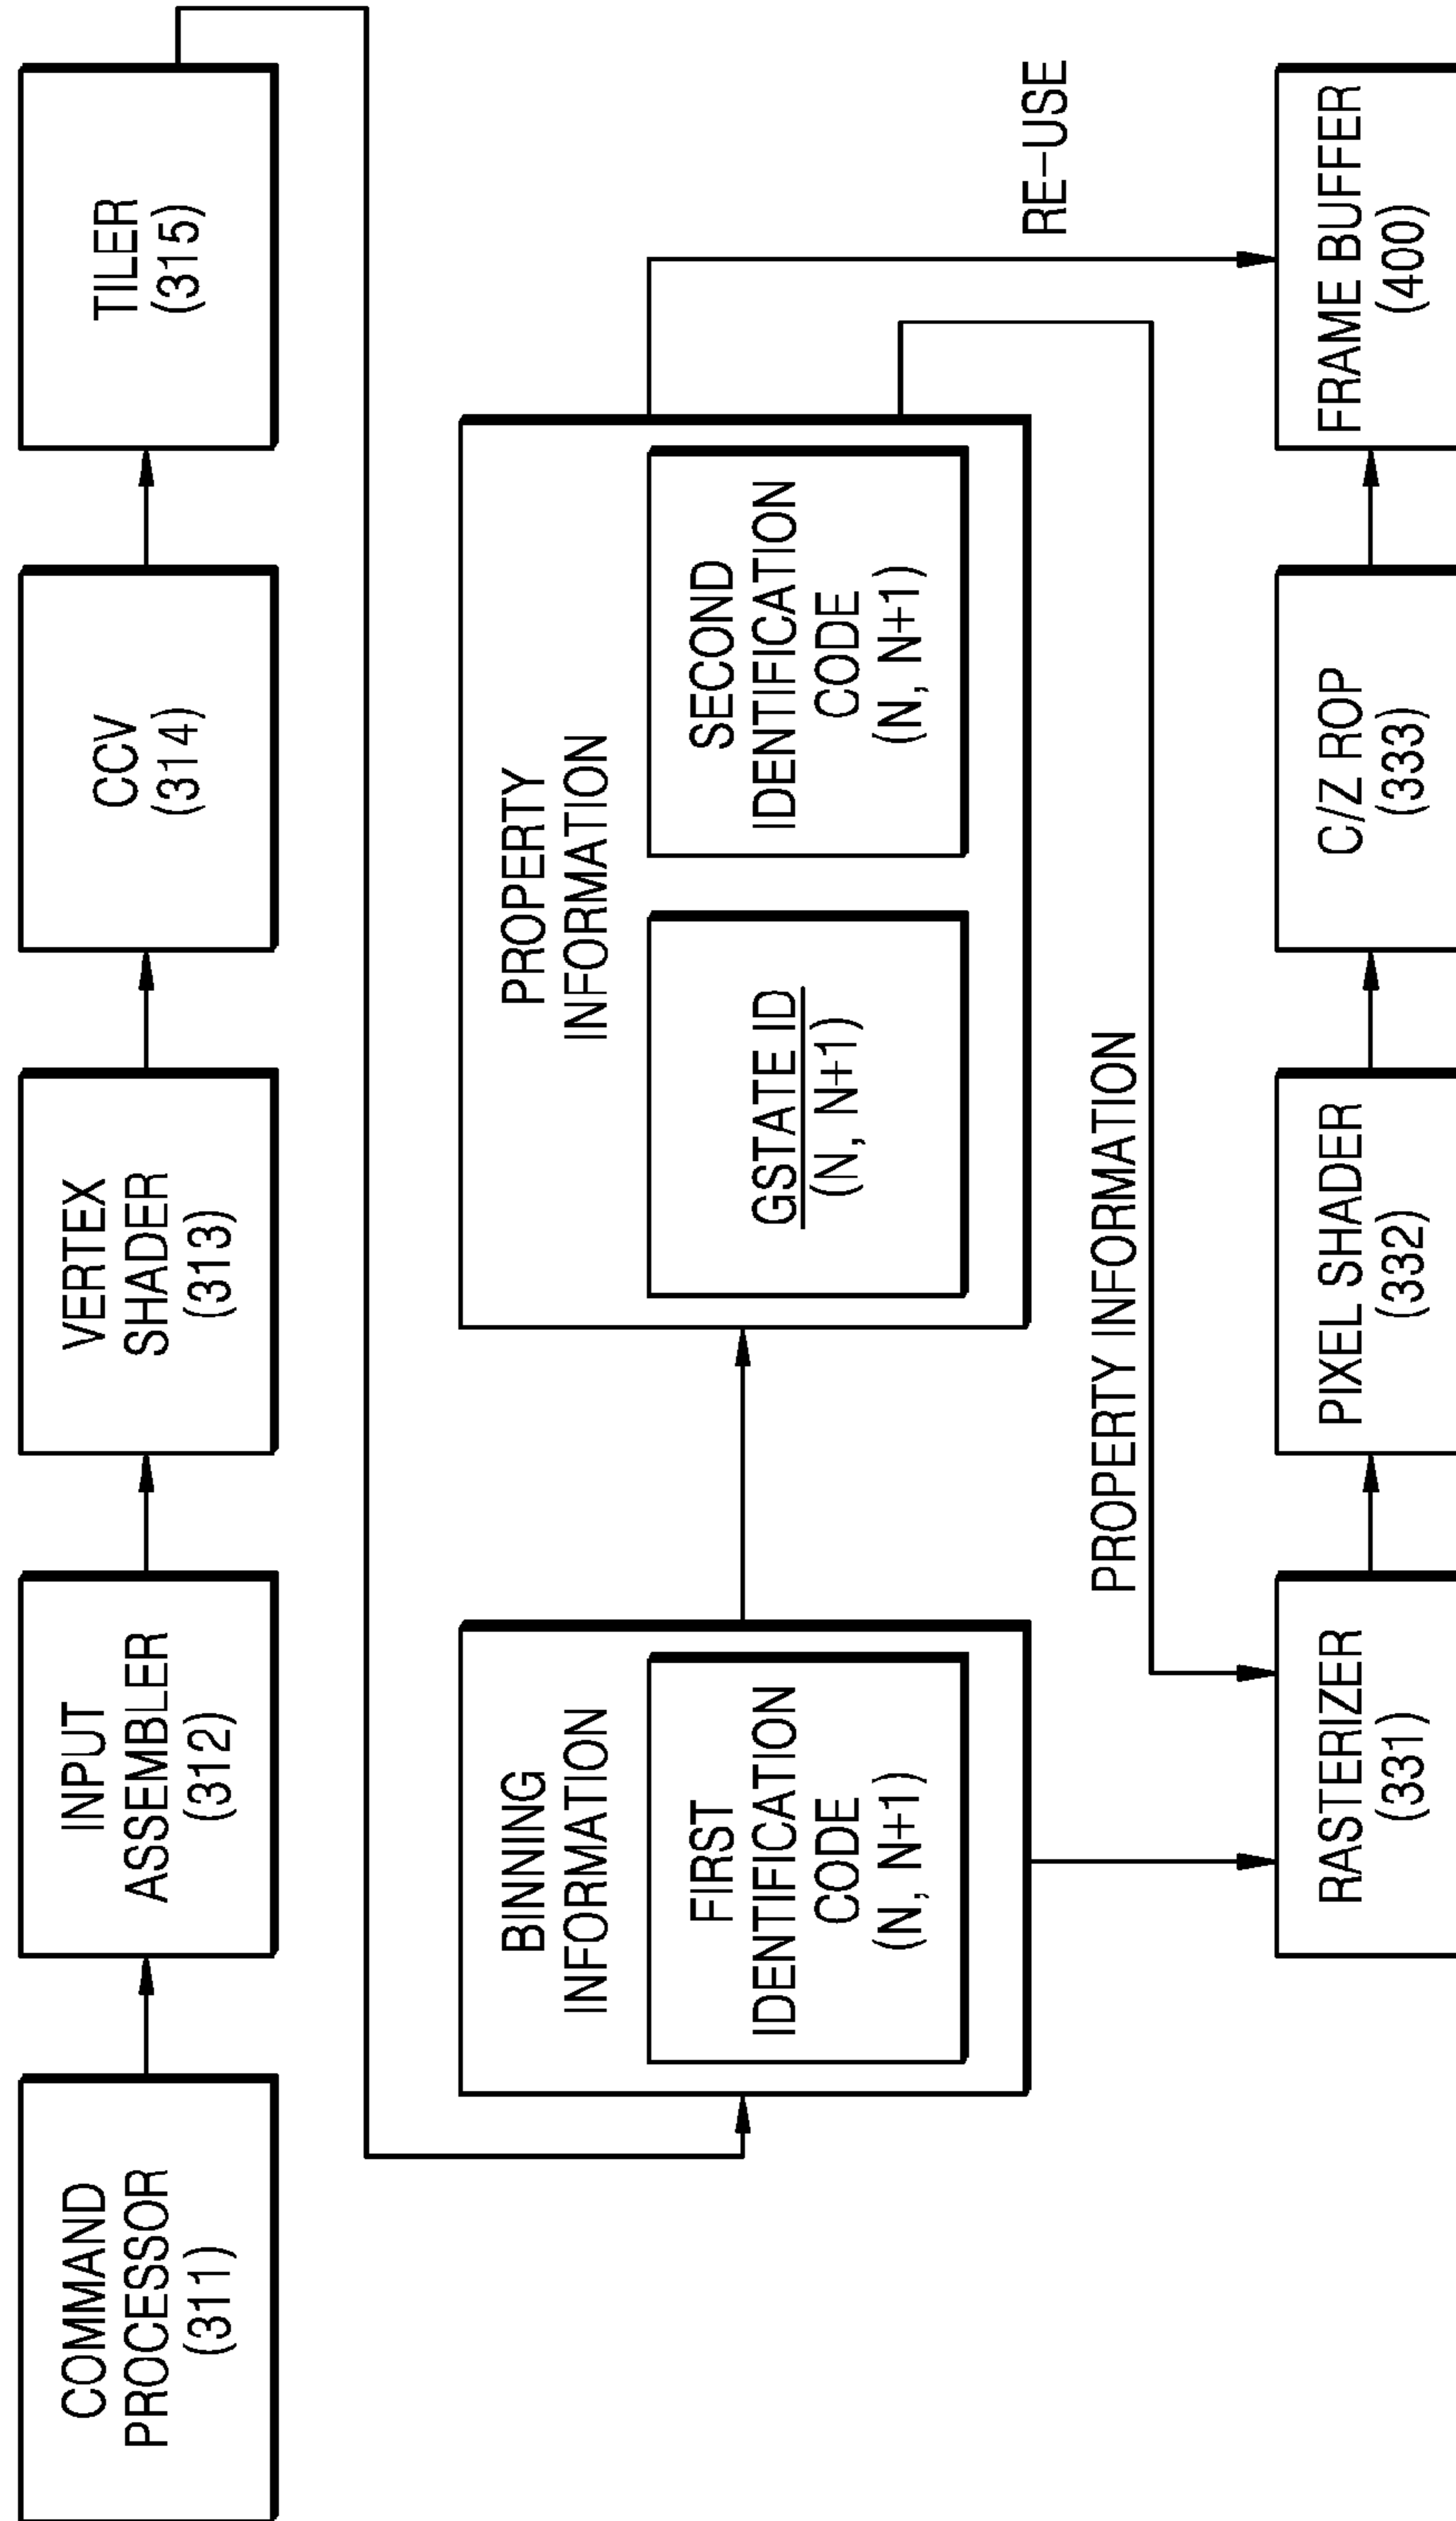 COMMAND
PROCESSOR
(311)
INPUT
ASSEMBLER
(312)
VERTEX
SHADER
(313)
CCV
(314)
TILER
(315)
BINNING
INFORMATION
FIRST
IDENTIFICATION
CODE
(N, N+1)
PROPERTY
INFORMATION
GSTATE ID
(N, N+1)
SECOND
IDENTIFICATION
CODE
(N, N+1)
RE-USE
PROPERTY INFORMATION
RASTERIZER
(331)
PIXEL SHADER
(332)
C/Z ROP
(333)
FRAME BUFFER
(400)